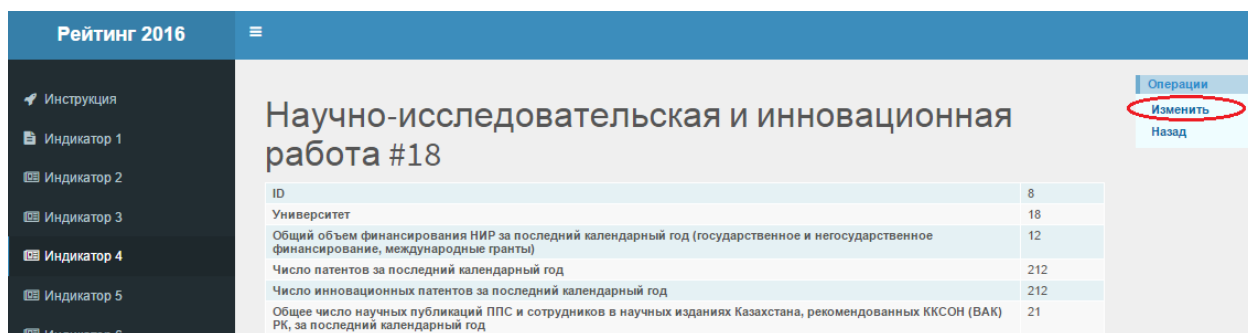 Рейтинг 2016
Инструкция
Индикатор 1
Индикатор 2
Индикатор 3
Индикатор 4
Индикатор 5
Научно-исследовательская и инновационная
работа #18
ID 8
Университет 18
Общий объем финансирования НИР за последний календарный год (государственное и негосударственное 12
финансирование, международные гранты)
Число патентов за последний календарный год 212
Число инновационных патентов за последний календарный год 212
Общее число научных публикаций ППС и сотрудников в научных изданиях Казахстана, рекомендованных ККСОН (ВАК) 21
РК, за последний календарный год
Операции
Изменить
Назад